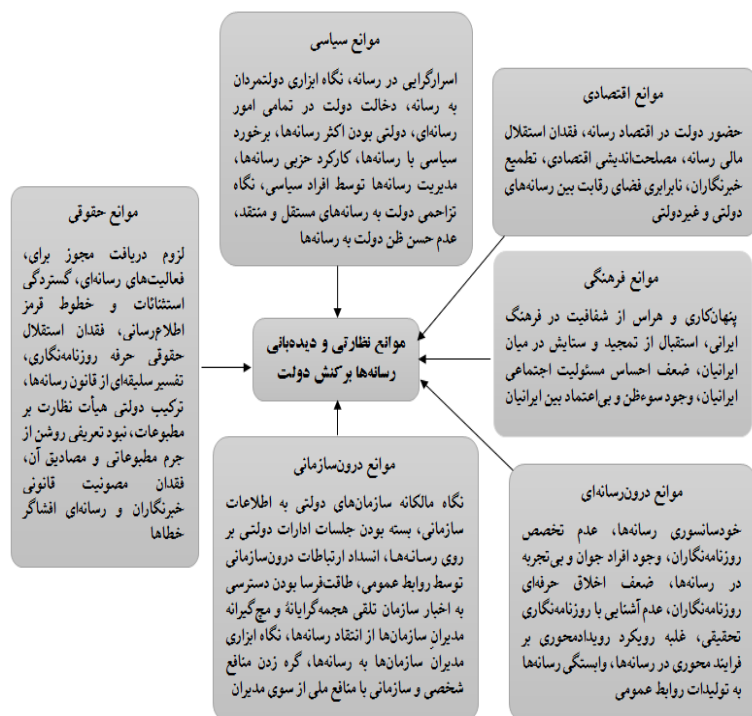 موانع سیاسی
اسرارگرایی در رسانه، نگاه ابزاری دولتمردان
به رسانه، دخالت دولت در تمامی امور
رسانه‌ای، دولتی بودن اکثر رسانه‌ها، برخورد
سیاسی با رسانه‌ها، کارکرد حزبی رسانه‌ها،
مدیریت رسانه‌ها توسط افراد سیاسی، نگاه
تزاحمی دولت به رسانه‌های مستقل و منتقد،
عدم حسن ظن دولت به رسانه‌ها
موانع اقتصادی
حضور دولت در اقتصاد رسانه، فقدان استقلال
مالی رسانه، مصلحت‌اندیشی اقتصادی، تطمیع
خبرنگاران، نابرابری فضای رقابت بین رسانه‌های
دولتی و غیردولتی
موانع حقوقی
لزوم دریافت مجوز برای،
فعالیت‌های رسانه‌ای، گستردگی
استثنائات و خطوط قرمز
اطلاع‌رسانی، فقدان استقلال
حقوقی حرفه روزنامه‌نگاری،
تفسیر سلیقه‌ای از قانون رسانه‌ها،
ترکیب دولتی هیأت نظارت بر
مطبوعات، نبود تعریفی روشن از
جرم مطبوعاتی و مصادیق آن،
فقدان مصونیت قانونی
خبرنگاران و رسانه‌ای افشاگر
خطاها
موانع فرهنگی
پنهان‌کاری و هراس از شفافیت در فرهنگ
ایرانی، استقبال از تمجید و ستایش در میان
ایرانیان، ضعف احساس مسئولیت اجتماعی
ایرانیان، وجود سوءظن و بی‌اعتماد بین ایرانیان
موانع نظارتی و دیده‌بانی
رسانه‌ها بر کنش دولت
موانع درون‌سازمانی
نگاه مالکانه سازمان‌های دولتی به اطلاعات
سازمانی، بسته بودن جلسات ادارات دولتی بر
روی رسانـه‌هـا، انسداد ارتباطات درون‌سازمانی
توسط روابط عمومی، طاقت‌فرسا بودن دسترسی
به اخبار سازمان تلقی هجمه‌گرایانهٔ و مچ‌گیرانه
مدیرانِ سازمان‌ها از انتقاد رسانه‌ها، نگاه ابزاری
مدیرانِ سازمان‌ها به رسانه‌ها، گره زدن منافع
شخصی و سازمانی با منافع ملی از سوی مدیران
موانع درون‌رسانه‌ای
خودسانسوری رسانه‌ها، عدم تخصص
روزنامه‌نگاران، وجود افراد جوان و بی‌تجربه
در رسانه‌ها، ضعف اخلاق حرفه‌ای
روزنامه‌نگاران، عدم آشنایی با روزنامه‌نگاری
تحقیقی، غلبه رویکرد رویدادمحوری بر
فرایند محوری در رسانه‌ها، وابستگی رسانه‌ها
به تولیدات روابط عمومی